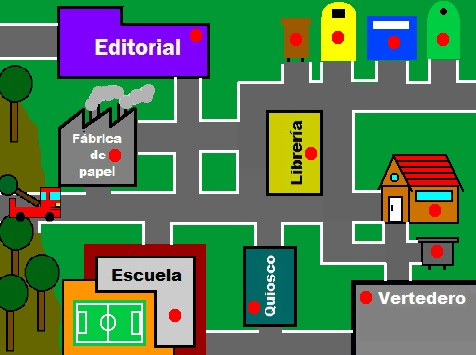 Editorial
Fábrica
de
papel
Librería
Escuela
Quiosco
Vertedero